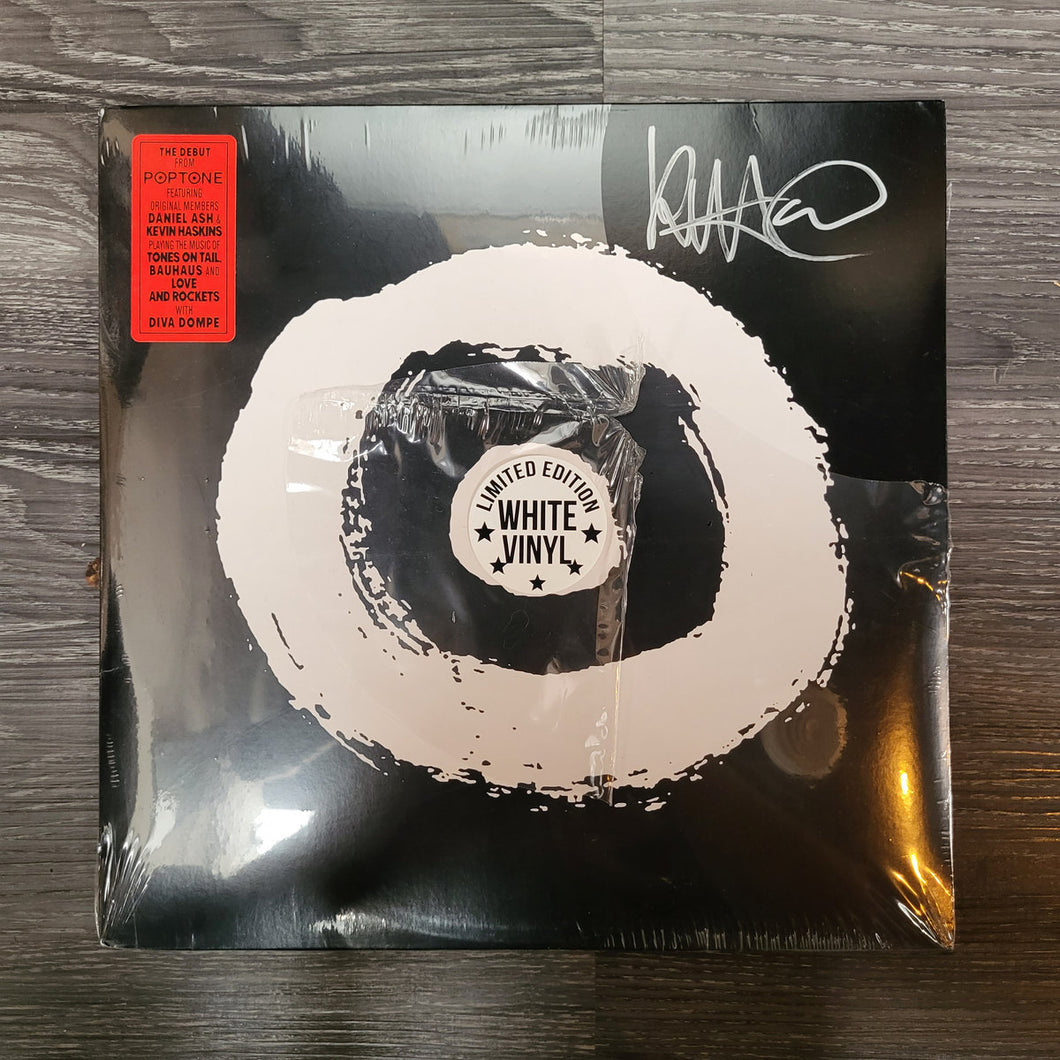 THE DEBUT
FROM
POPTONE
FEATURING
ORIGINAL MEMBERS
DANIEL ASH &
KEVIN HASKINS
PLAYING THE MUSIC OF
TONES ON TAIL,
BAUHAUS AND
LOVE
AND ROCKETS
WITH
DIVA DOMPE
LIMITED EDITION
WHITE
VINYL